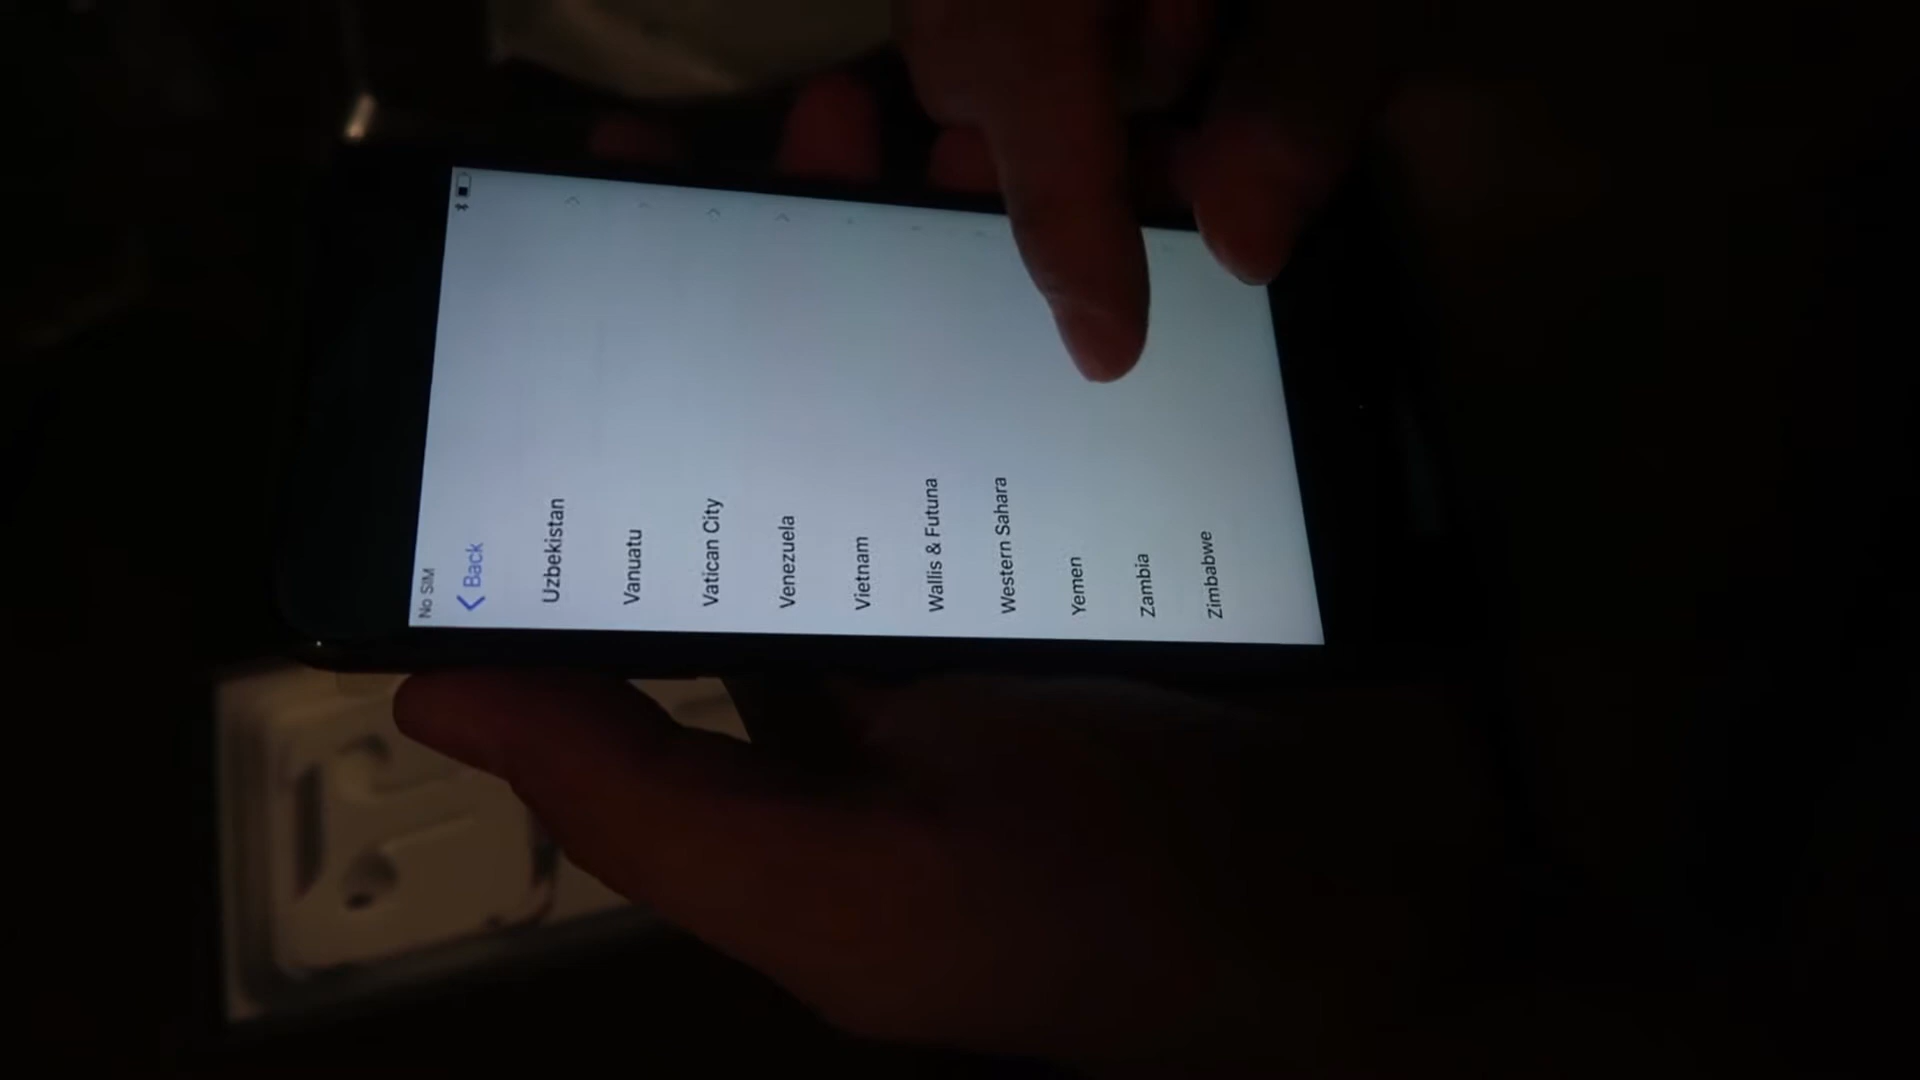 No SIM
Back
Uzbekistan
Vanuatu
Vatican City
Venezuela
Vietnam
Wallis & Futuna
Western Sahara
Yemen
Zambia
Zimbabwe